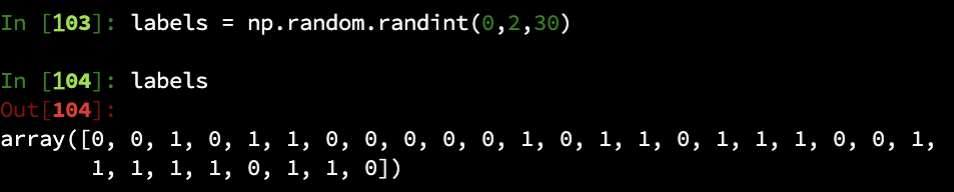 In [103]: labels = np.random.randint(0,2,30)
In [104]: labels
Out[104]:
array([0, 0, 1, 0, 1, 1, 0, 0, 0, 0, 0, 1, 0, 1, 1, 0, 1, 1, 1, 0, 0, 1,
1, 1, 1, 1, 0, 1, 1, 0])